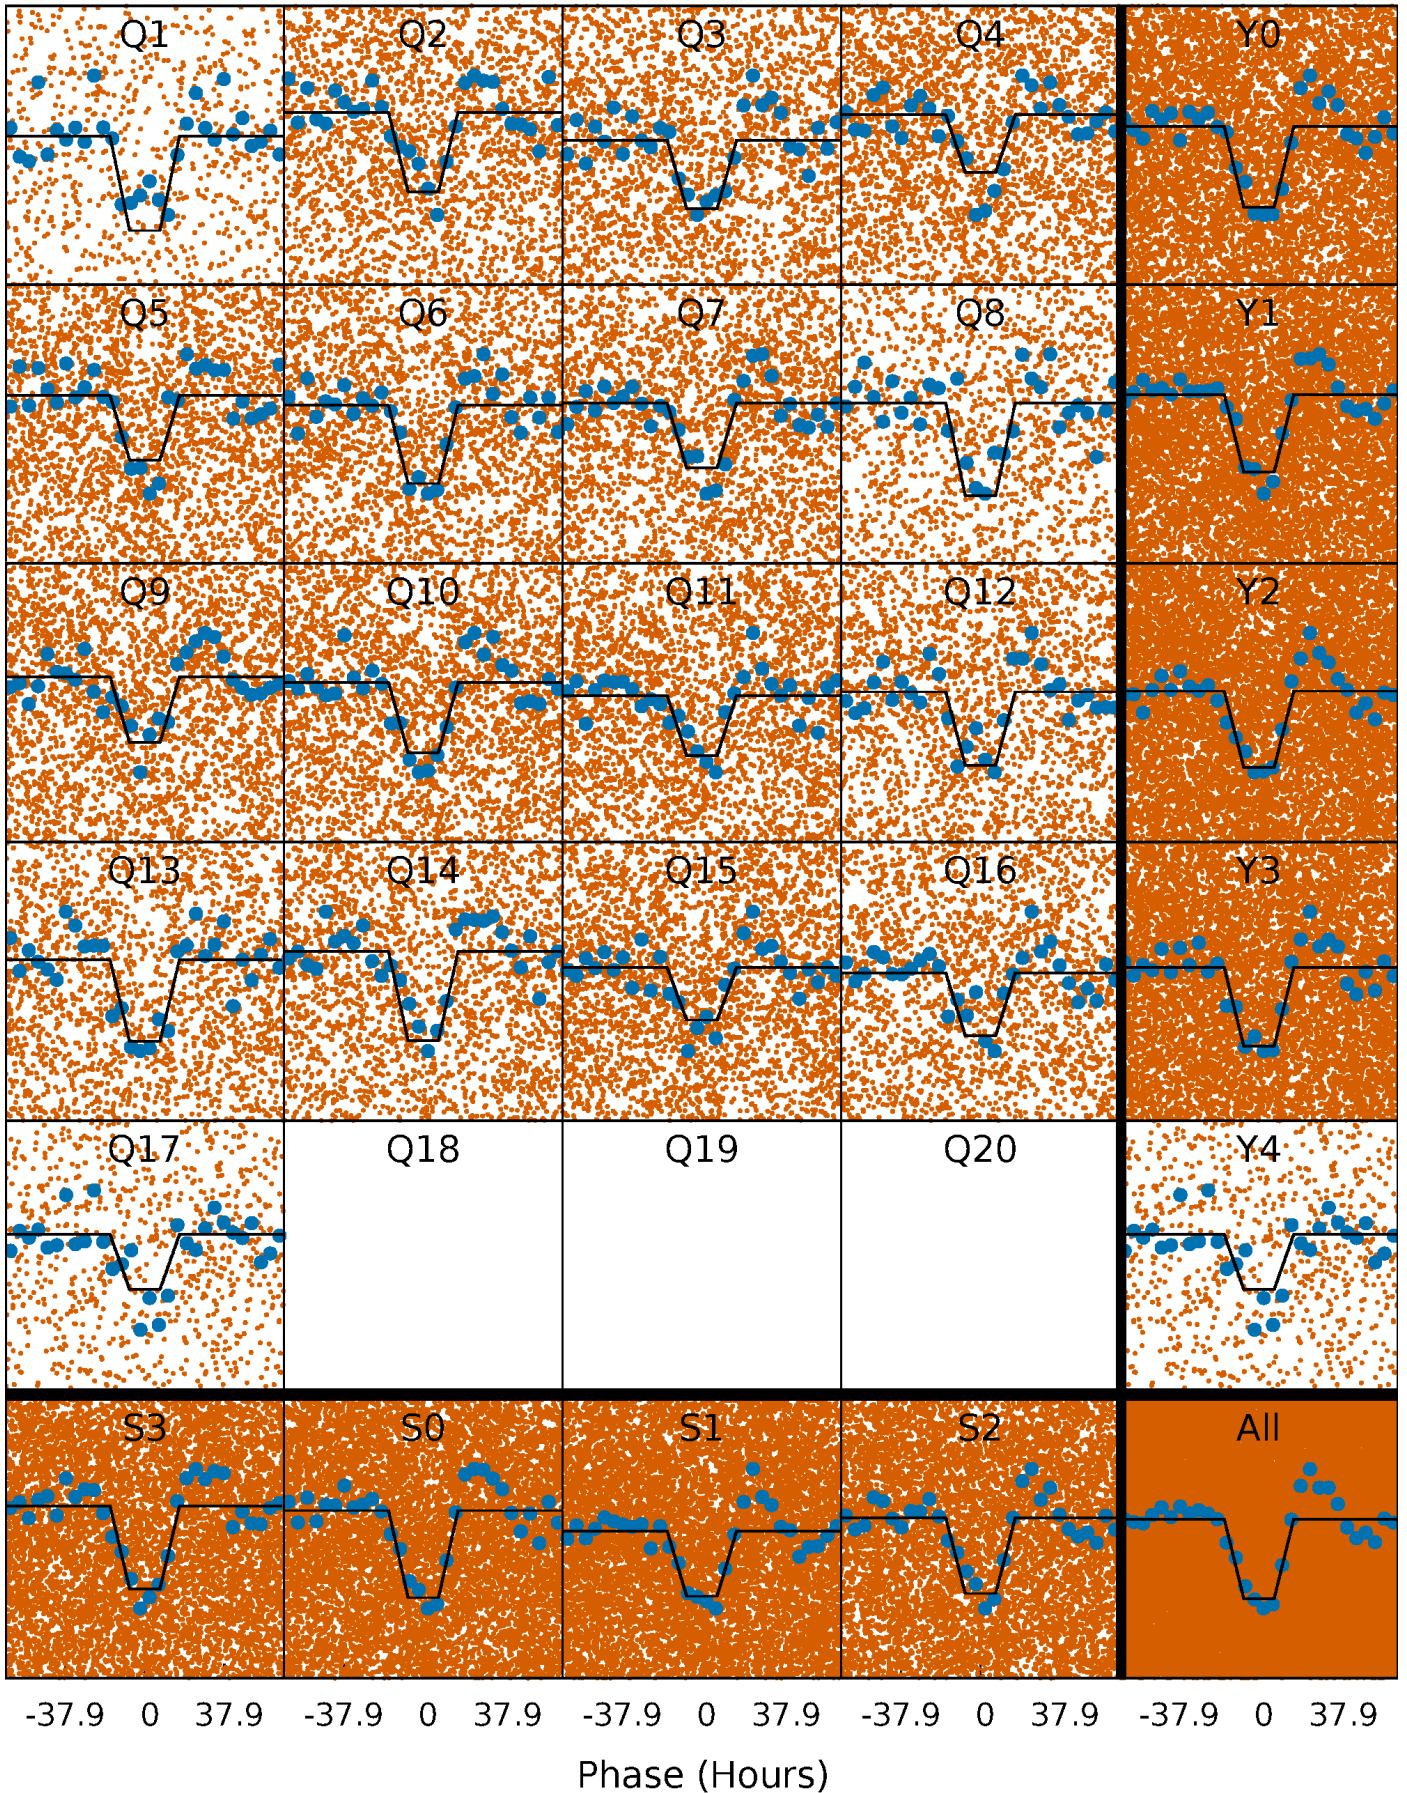 Q1 Q2 Q3 Q4 Y0
Q5 Q6 Q7 Q8 Y1
Q9 Q10 Q11 Q12 Y2
Q13 Q14 Q15 Q16 Y3
Q17 Q18 Q19 Q20 Y4
S3 S0 S1 S2 All
-37.9 0 37.9 -37.9 0 37.9 -37.9 0 37.9 -37.9 0 37.9 -37.9 0 37.9
Phase (Hours)